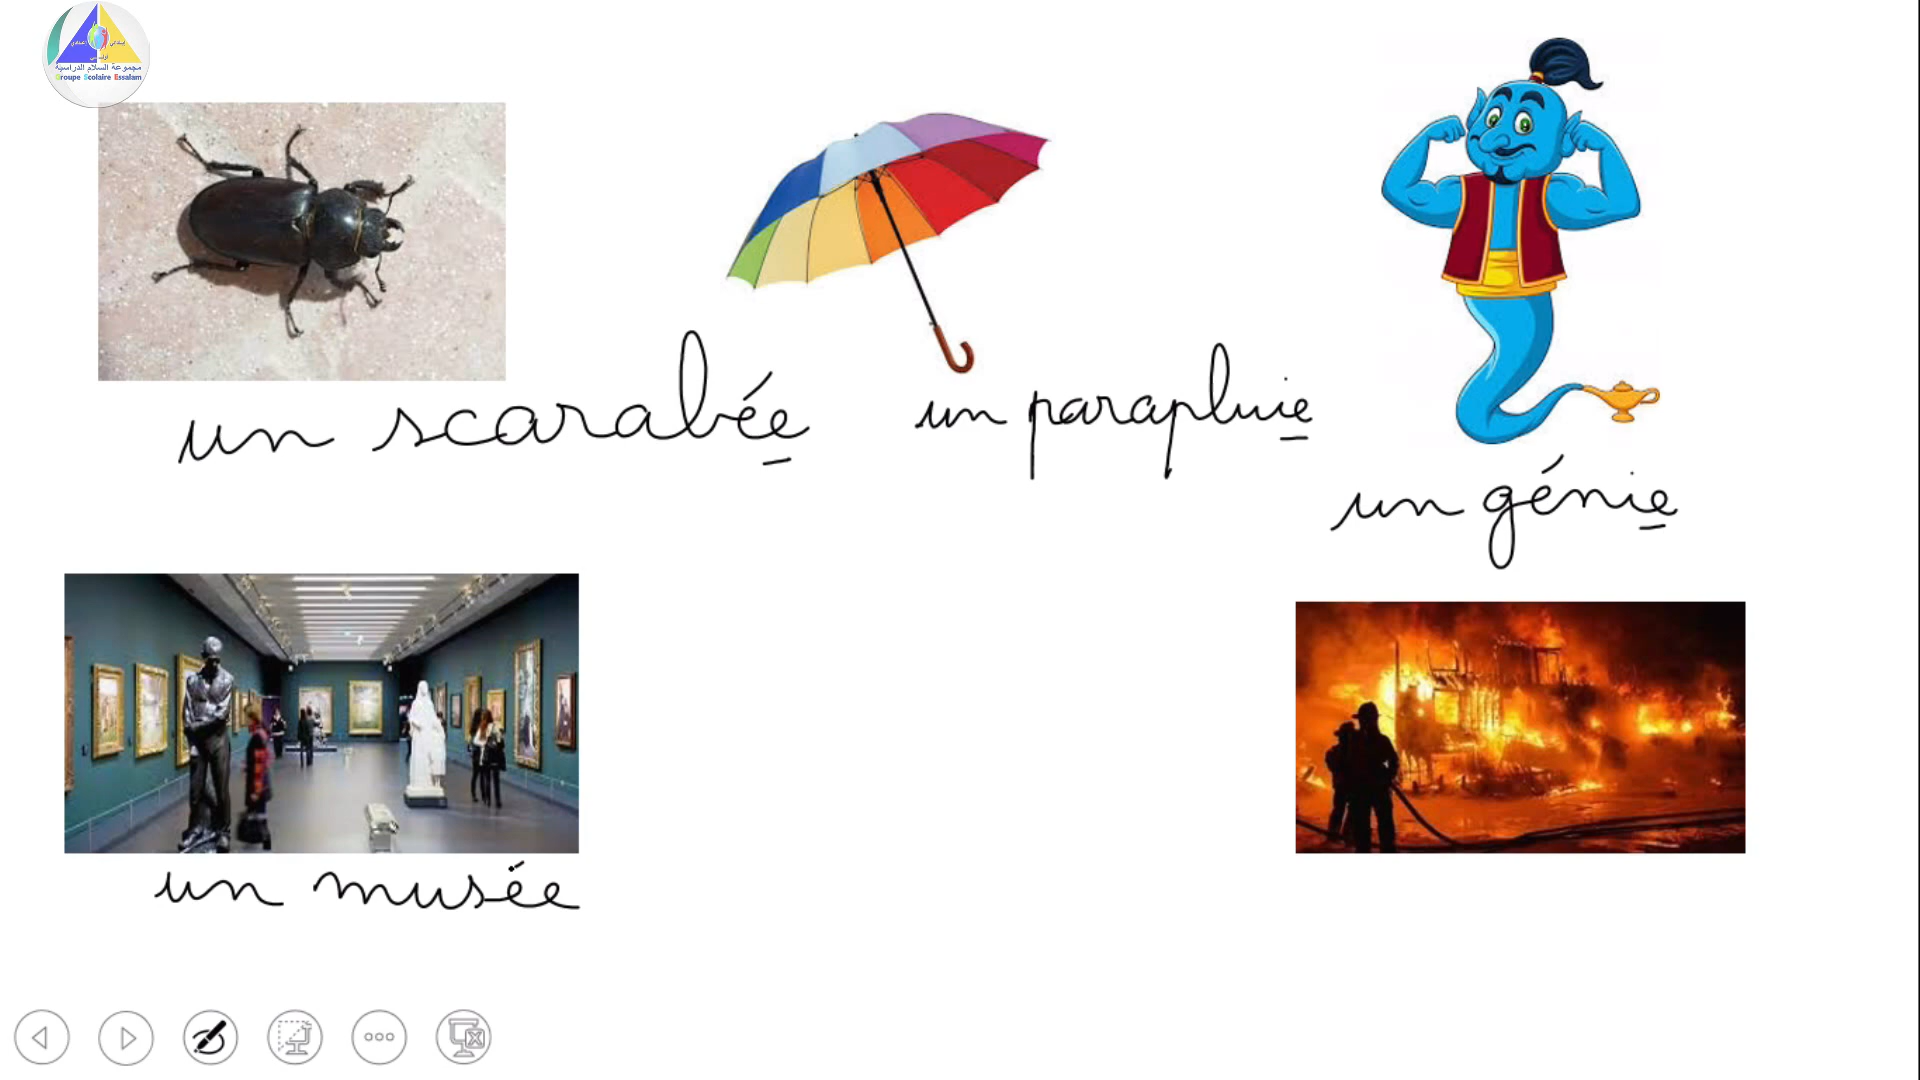 مجموعة السلام الدراسية
Groupe Scolaire Essalam
un scarabée
un parapluie
un génie
un musée